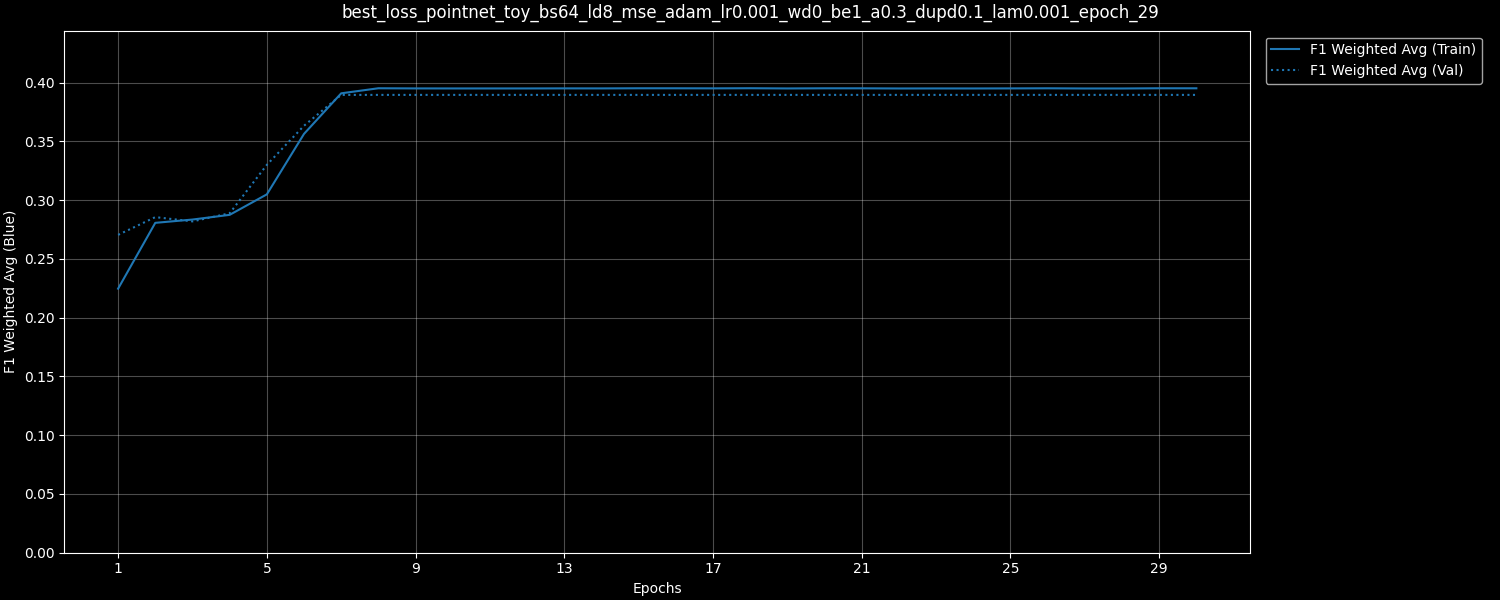 best_loss_pointnet_toy_bs64_ld8_mse_adam_lr0.001_wd0_be1_a0.3_dupd0.1_lam0.001_epoch_29
F1 Weighted Avg (Train)
F1 Weighted Avg (Val)
F1 Weighted Avg (Blue)
0.40
0.35
0.30
0.25
0.20
0.15
0.10
0.05
0.00
1 5 9 13 17 21 25 29
Epochs